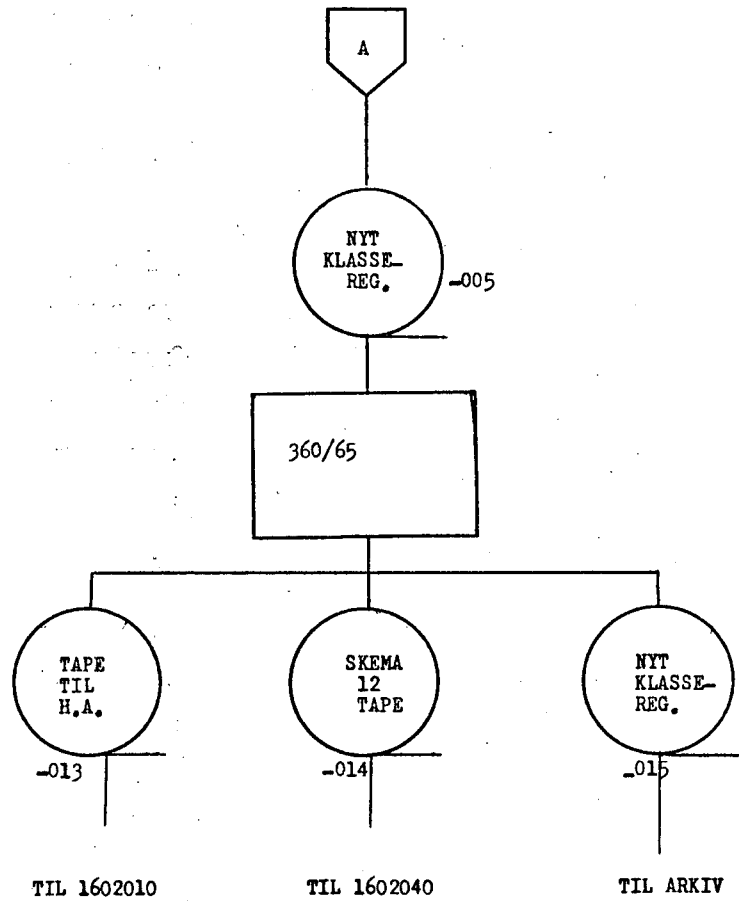 A
NYT
KLASSE-
REG.
-005
360/65
TAPE
TIL
H.A.
-013
SKEMA
12
TAPE
-014
NYT
KLASSE-
REG.
-015
TIL 1602010
TIL 1602040
TIL ARKIV